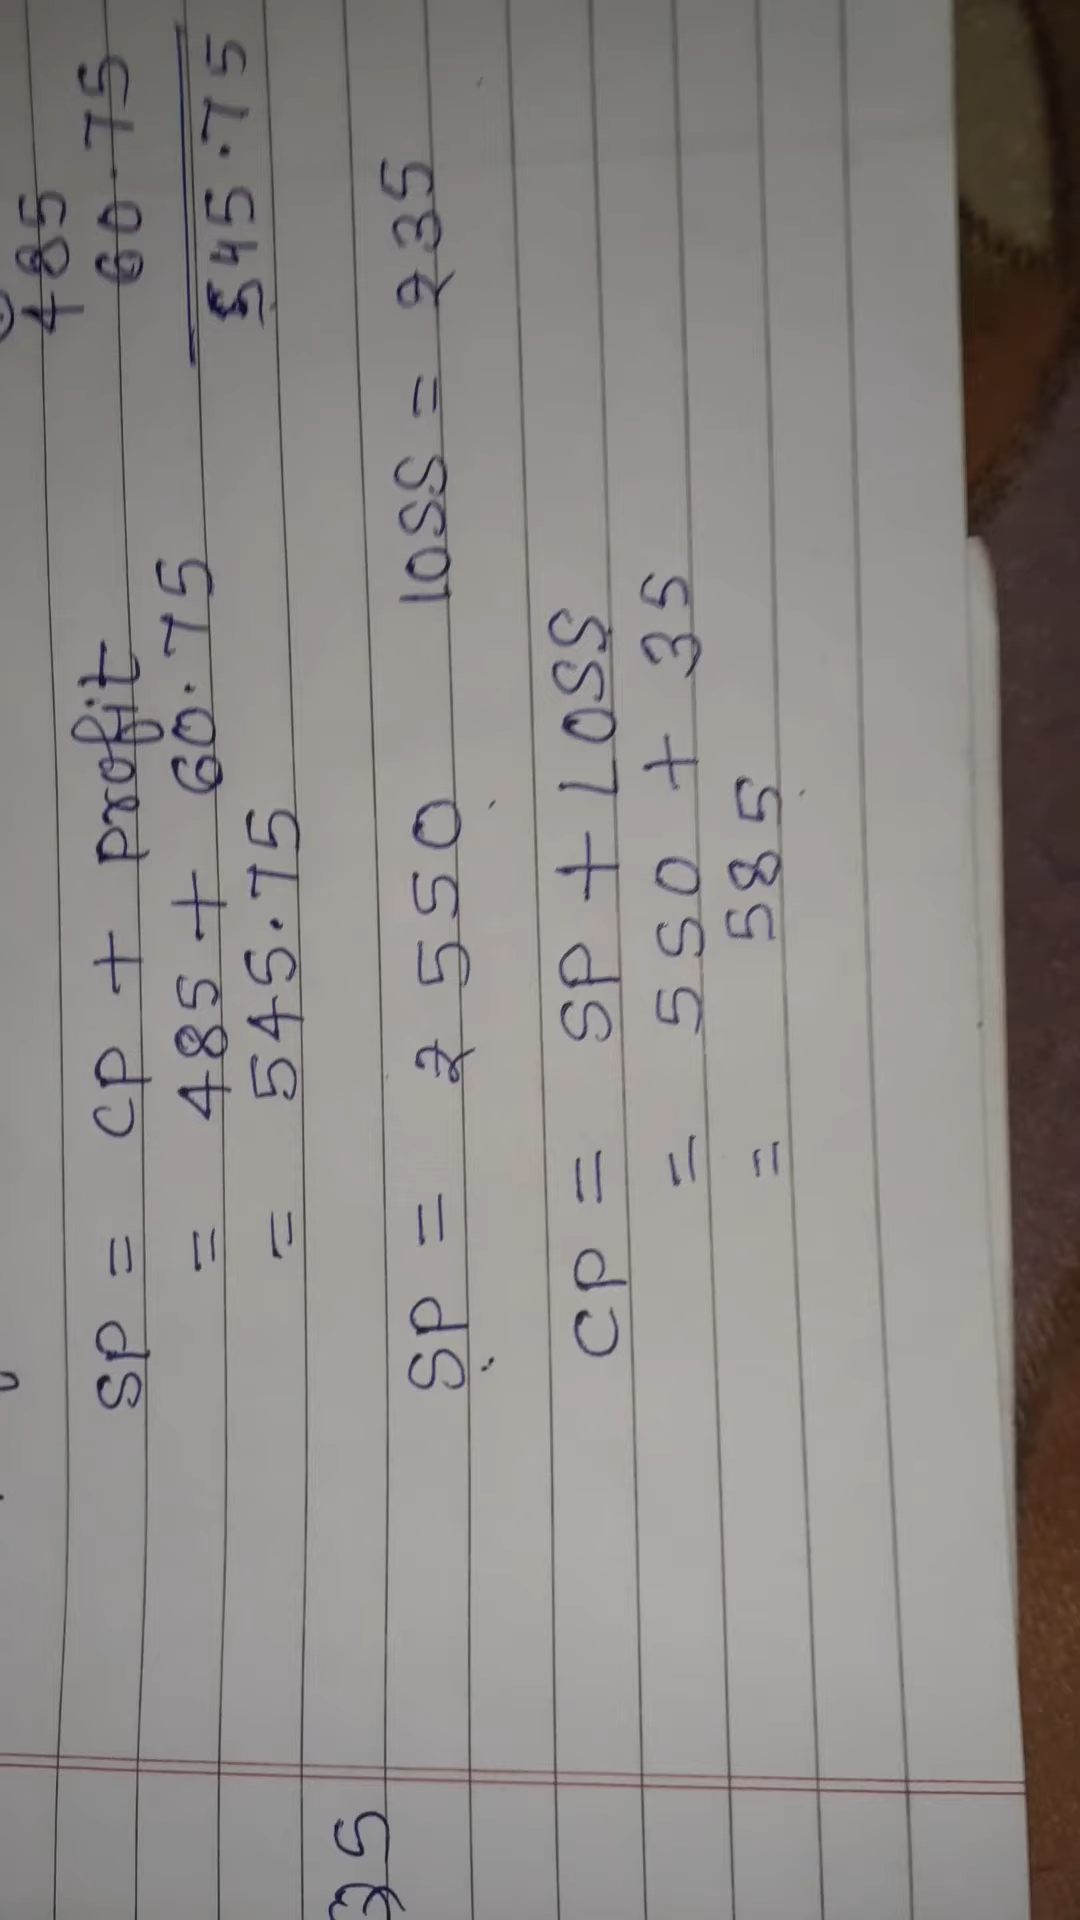 485
SP = CP + profit 60.75
= 485 + 60.75
= 545.75 545.75
35
SP = ₹ 550 loss = ₹35
CP = SP + LOSS
= 550 + 35
= 585